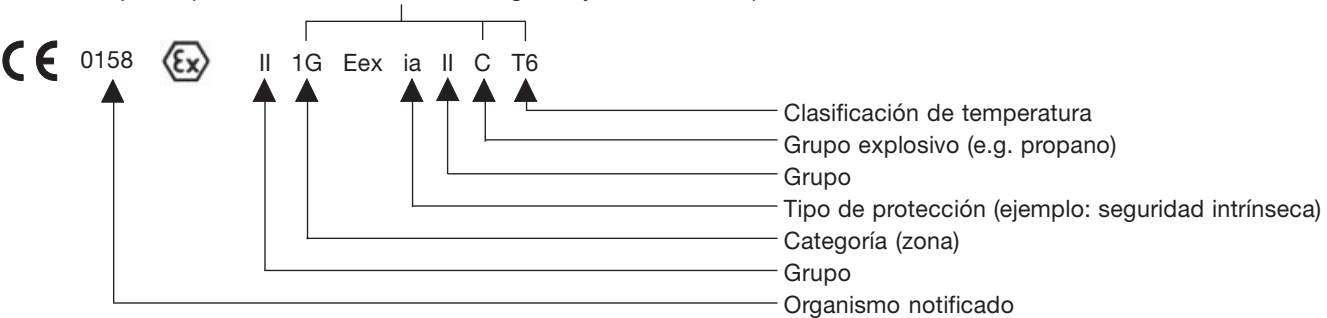 CE 0158 Ex II 1G Eex ia II C T6
Clasificación de temperatura
Grupo explosivo (e.g. propano)
Grupo
Tipo de protección (ejemplo: seguridad intrínseca)
Categoría (zona)
Grupo
Organismo notificado